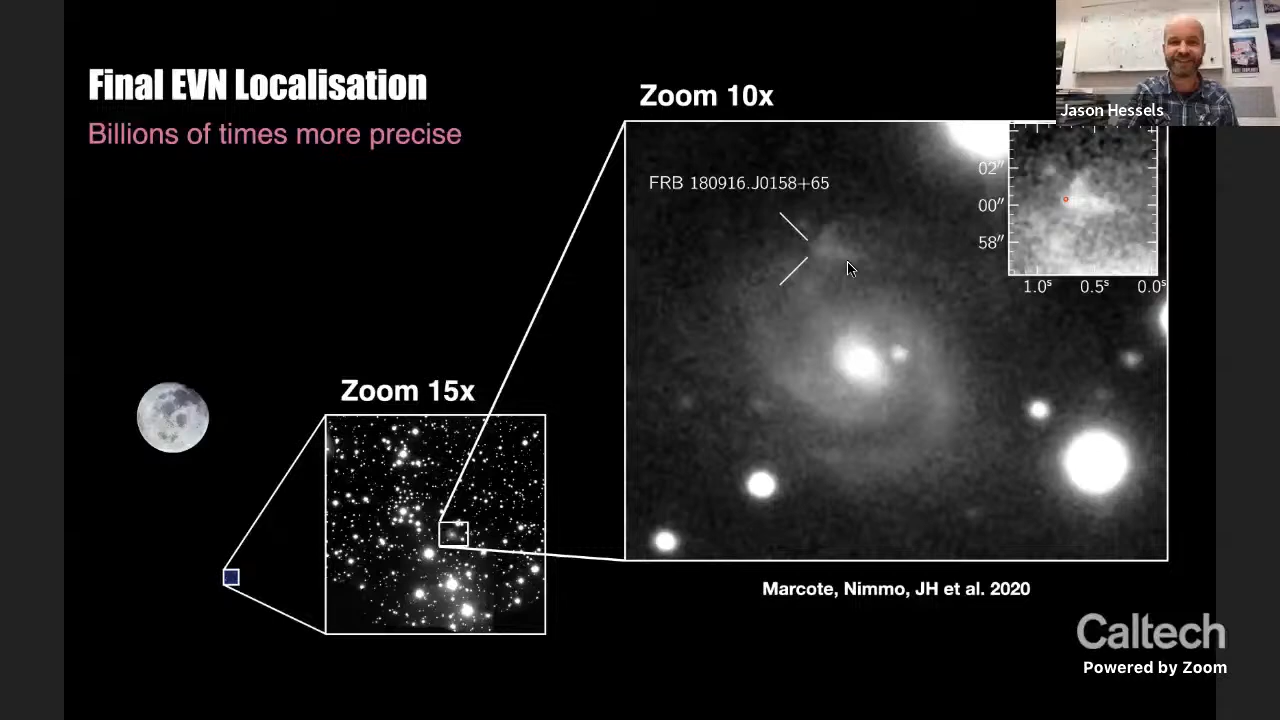 Final EVN Localisation
Billions of times more precise
Zoom 10x
Jason Hessels
FRB 180916.J0158+65
02″
00″
58″
1.0ˢ 0.5ˢ 0.0ˢ
Zoom 15x
Marcote, Nimmo, JH et al. 2020
Caltech
Powered by Zoom